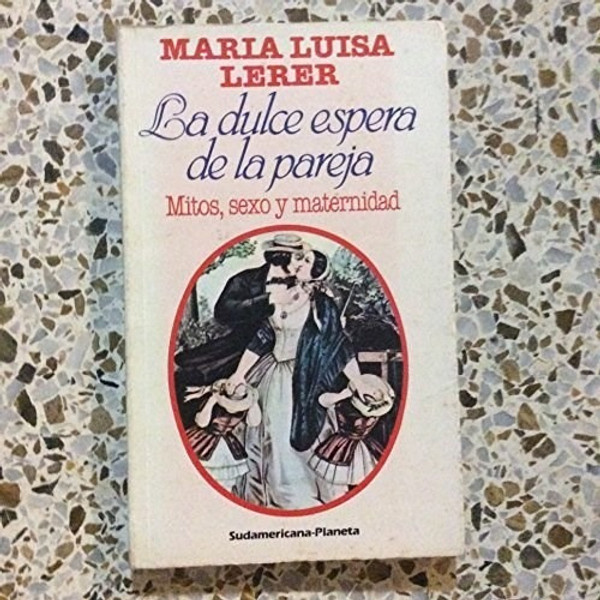 MARIA LUISA
LERER
La dulce espera
de la pareja
Mitos, sexo y maternidad
Sudamericana-Planeta